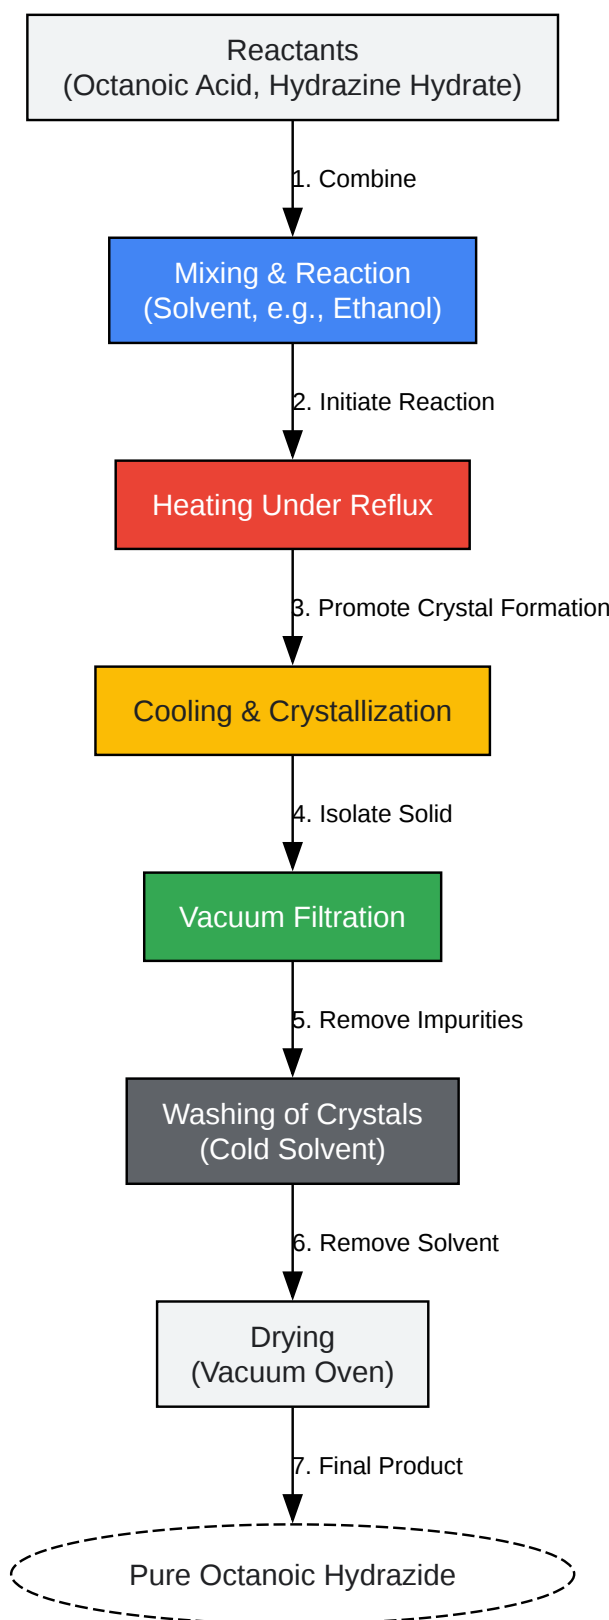 Reactants
(Octanoic Acid, Hydrazine Hydrate)
1. Combine
Mixing & Reaction
(Solvent, e.g., Ethanol)
2. Initiate Reaction
Heating Under Reflux
3. Promote Crystal Formation
Cooling & Crystallization
4. Isolate Solid
Vacuum Filtration
5. Remove Impurities
Washing of Crystals
(Cold Solvent)
6. Remove Solvent
Drying
(Vacuum Oven)
7. Final Product
Pure Octanoic Hydrazide